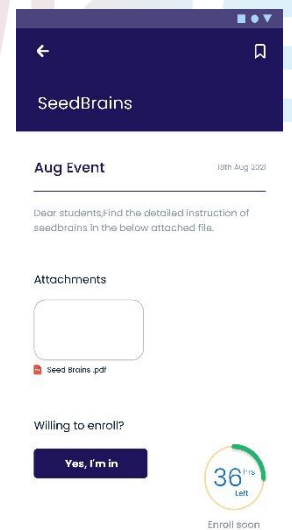 SeedBrains
Aug Event
18th Aug 2021
Dear students,Find the detailed instruction of
seedbrains in the below attached file.
Attachments
Seed Brains .pdf
Willing to enroll?
Yes, I'm in
36 hrs
Left
Enroll soon